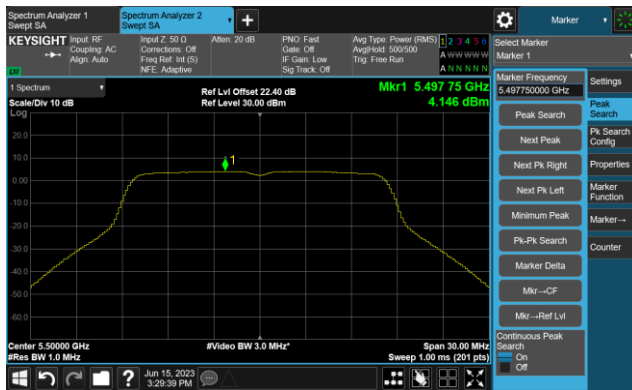 Spectrum Analyzer 1
Swept SA
Spectrum Analyzer 2
Swept SA
Marker
KEYSIGHT
Input: RF
Coupling: AC
Align: Auto
Input Z: 50 Ω
Corrections: Off
Freq Ref: Int (S)
NFE: Adaptive
Atten: 20 dB
PNO: Fast
Gate: Off
IF Gain: Low
Sig Track: Off
Avg Type: Power (RMS)
Avg|Hold: 500/500
Trig: Free Run
1 2 3 4 5 6
A W W W W W
A N N N N N
Select Marker
Marker 1
1 Spectrum
Scale/Div 10 dB
Log
Ref Lvl Offset 22.40 dB
Ref Level 30.00 dBm
Mkr1 5.497 75 GHz
4.146 dBm
1
20.0
10.0
0.00
-10.0
-20.0
-30.0
-40.0
-50.0
-60.0
Center 5.50000 GHz
#Res BW 1.0 MHz
#Video BW 3.0 MHz*
Span 30.00 MHz
Sweep 1.00 ms (201 pts)
Marker Frequency
5.497750000 GHz
Peak Search
Next Peak
Next Pk Right
Next Pk Left
Minimum Peak
Pk-Pk Search
Marker Delta
Mkr→CF
Mkr→Ref Lvl
Continuous Peak
Search
On
Off
Settings
Peak
Search
Pk Search
Config
Properties
Marker
Function
Marker→
Counter
?
Jun 15, 2023
3:29:39 PM